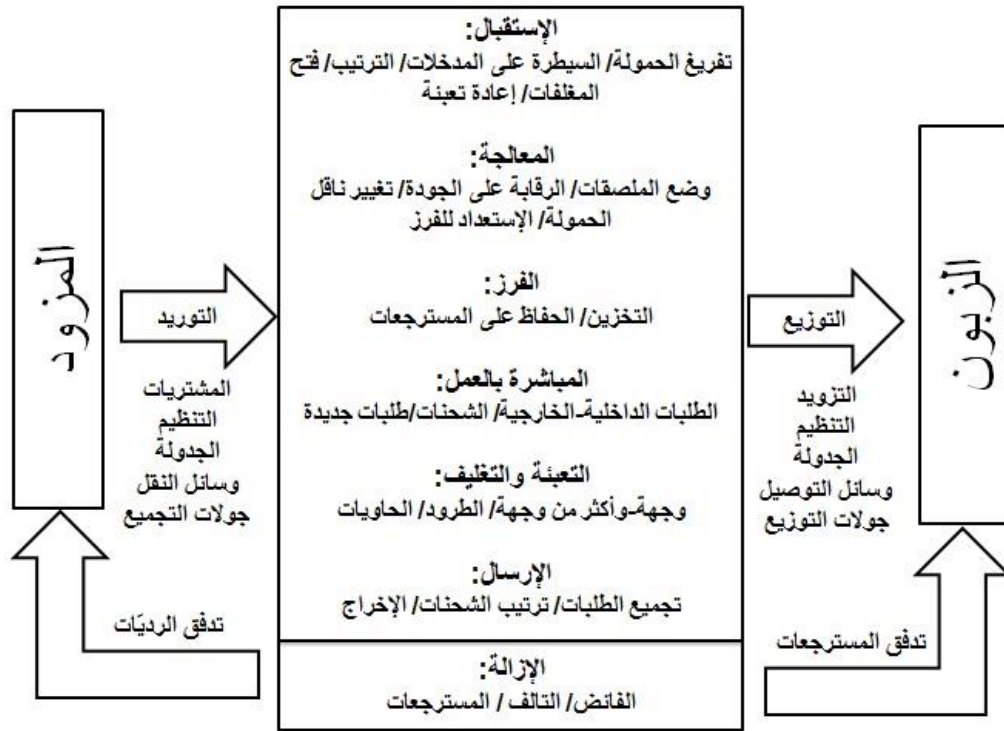 الإستقبال:
تفريغ الحمولة/ السيطرة على المدخلات/ الترتيب/ فتح
المغلفات/ إعادة تعبئة
المعالجة:
وضع الملصقات/ الرقابة على الجودة/ تغيير ناقل
الحمولة/ الإستعداد للفرز
الفرز:
التخزين/ الحفاظ على المسترجعات
المباشرة بالعمل:
الطلبات الداخلية-الخارجية/ الشحنات/طلبات جديدة
التعبئة والتغليف:
وجهة-وأكثر من وجهة/ الطرود/ الحاويات
الإرسال:
تجميع الطلبات/ ترتيب الشحنات/ الإخراج
الإزالة:
الفائض/ التالف/ المسترجعات
الزبون
التوزيع
التزويد
التنظيم
الجدولة
وسائل التوصيل
جولات التوزيع
تدفق المسترجعات
المزود
التوريد
المشتريات
التنظيم
الجدولة
وسائل النقل
جولات التجميع
تدفق الرديّات